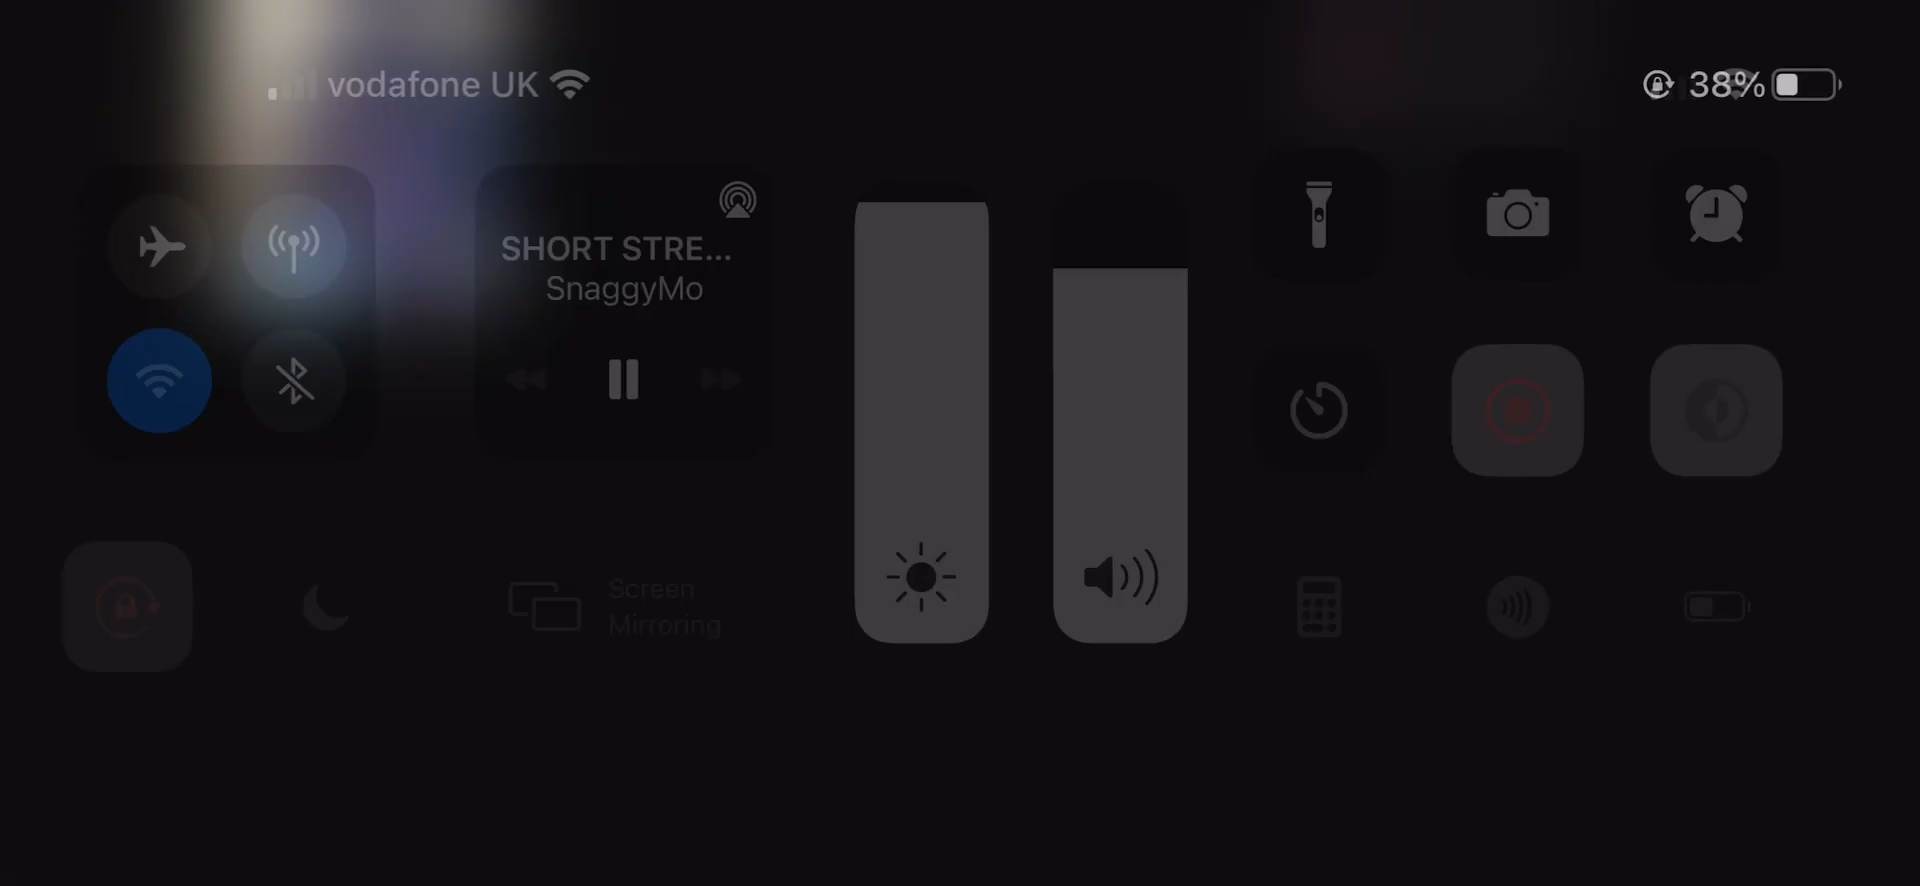 vodafone UK
38%
SHORT STRE...
SnaggyMo
Screen
Mirroring